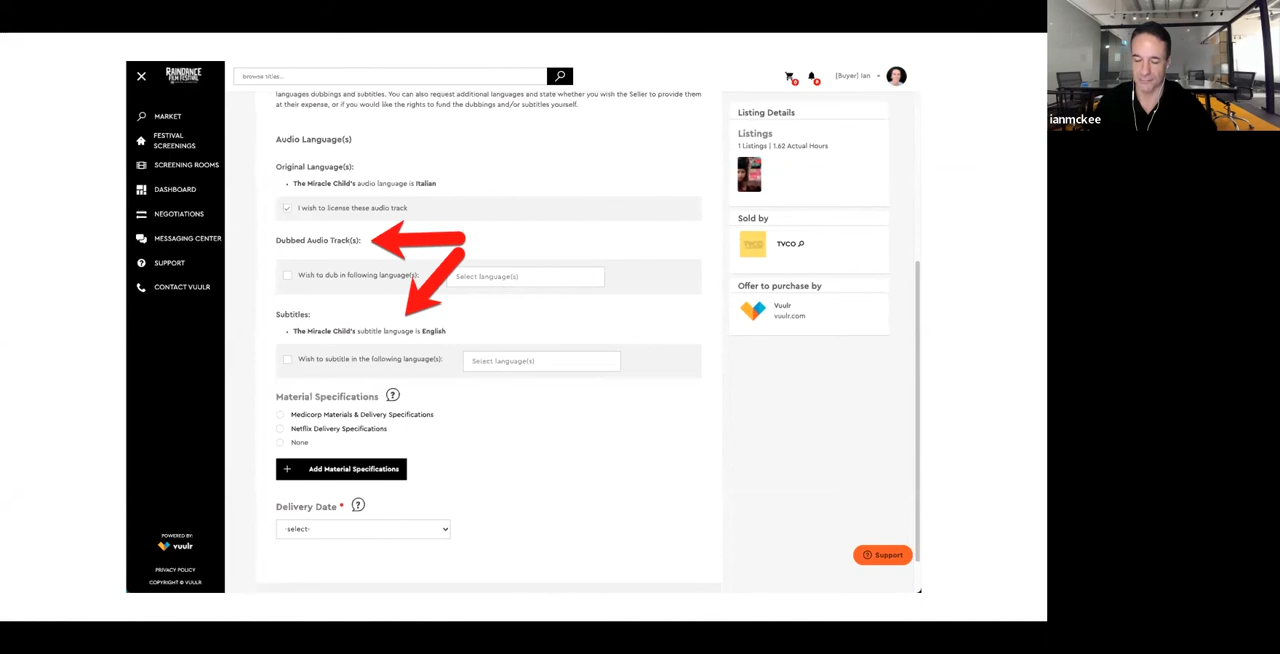 RAINDANCE
FILM FESTIVAL
browse titles...
0
0
[Buyer] Ian
MARKET
FESTIVAL
SCREENINGS
SCREENING ROOMS
DASHBOARD
NEGOTIATIONS
MESSAGING CENTER
SUPPORT
CONTACT VUULR
POWERED BY:
vuulr
PRIVACY POLICY
COPYRIGHT © VUULR
languages dubbings and subtitles. You can also request additional languages and state whether you wish the Seller to provide them
at their expense, or if you would like the rights to fund the dubbings and/or subtitles yourself.
Audio Language(s)
Original Language(s):
The Miracle Child's audio language is Italian
I wish to license these audio track
Dubbed Audio Track(s):
Wish to dub in following language(s): Select language(s)
Subtitles:
The Miracle Child's subtitle language is English
Wish to subtitle in the following language(s): Select language(s)
Material Specifications ?
Medicorp Materials & Delivery Specifications
Netflix Delivery Specifications
None
+ Add Material Specifications
Delivery Date * ?
-select-
Listing Details
Listings
1 Listings | 1.62 Actual Hours
Sold by
TVCO
Offer to purchase by
Vuulr
vuulr.com
? Support
ianmckee